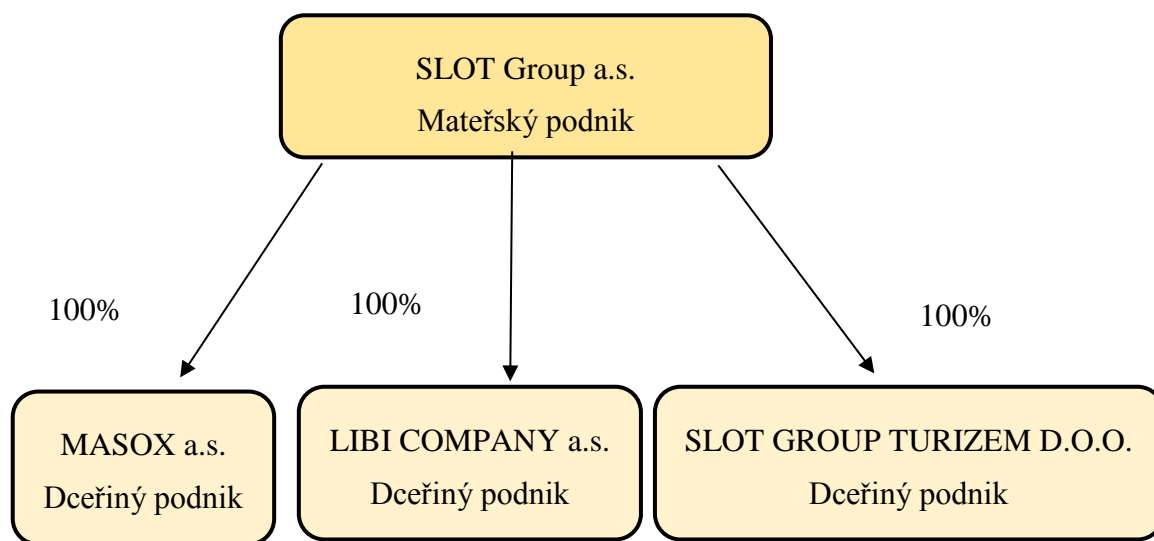 SLOT Group a.s.
Mateřský podnik
100%
100%
100%
MASOX a.s.
Dceřiný podnik
LIBI COMPANY a.s.
Dceřiný podnik
SLOT GROUP TURIZEM D.O.O.
Dceřiný podnik